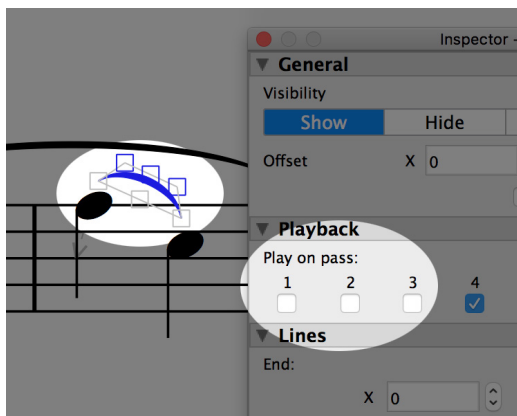 Inspector -
General
Visibility
Show Hide
Offset X 0
Playback
Play on pass:
1 2 3 4
Lines
End:
X 0